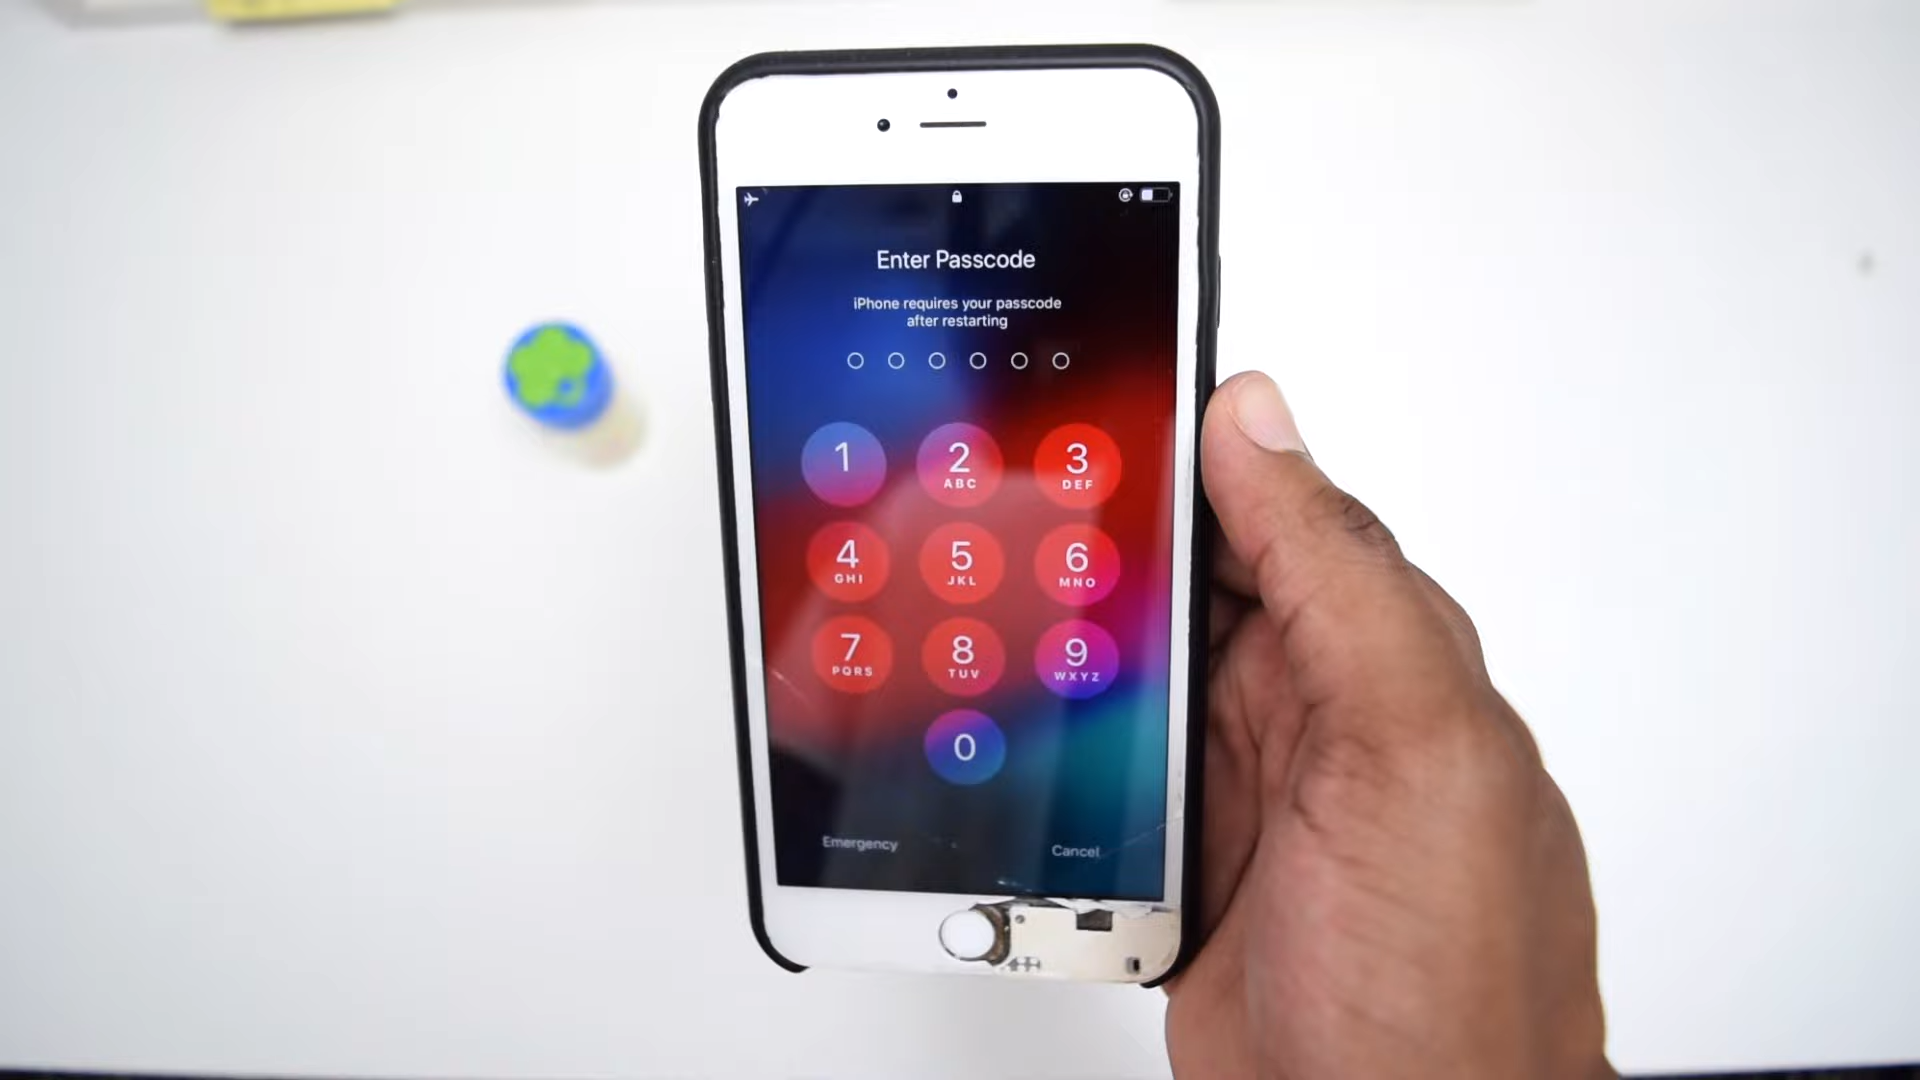 Enter Passcode
iPhone requires your passcode
after restarting
1
2
ABC
3
DEF
4
GHI
5
JKL
6
MNO
7
PQRS
8
TUV
9
WXYZ
0
Emergency
Cancel